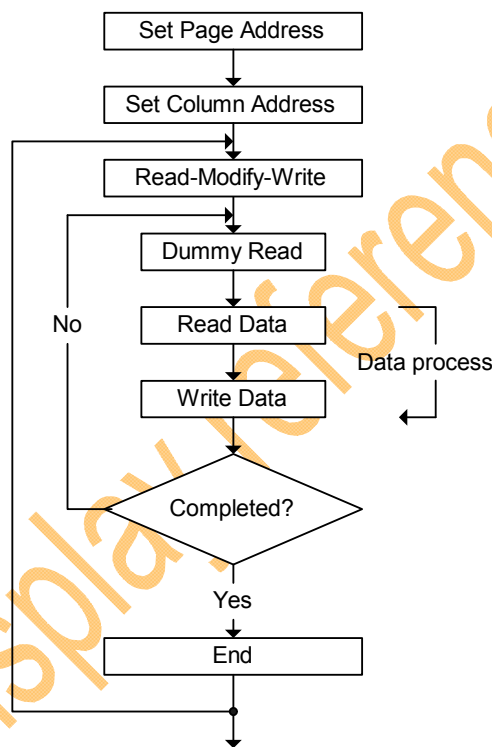 Set Page Address
Set Column Address
Read-Modify-Write
Dummy Read
No
Read Data
Data process
Write Data
Completed?
Yes
End